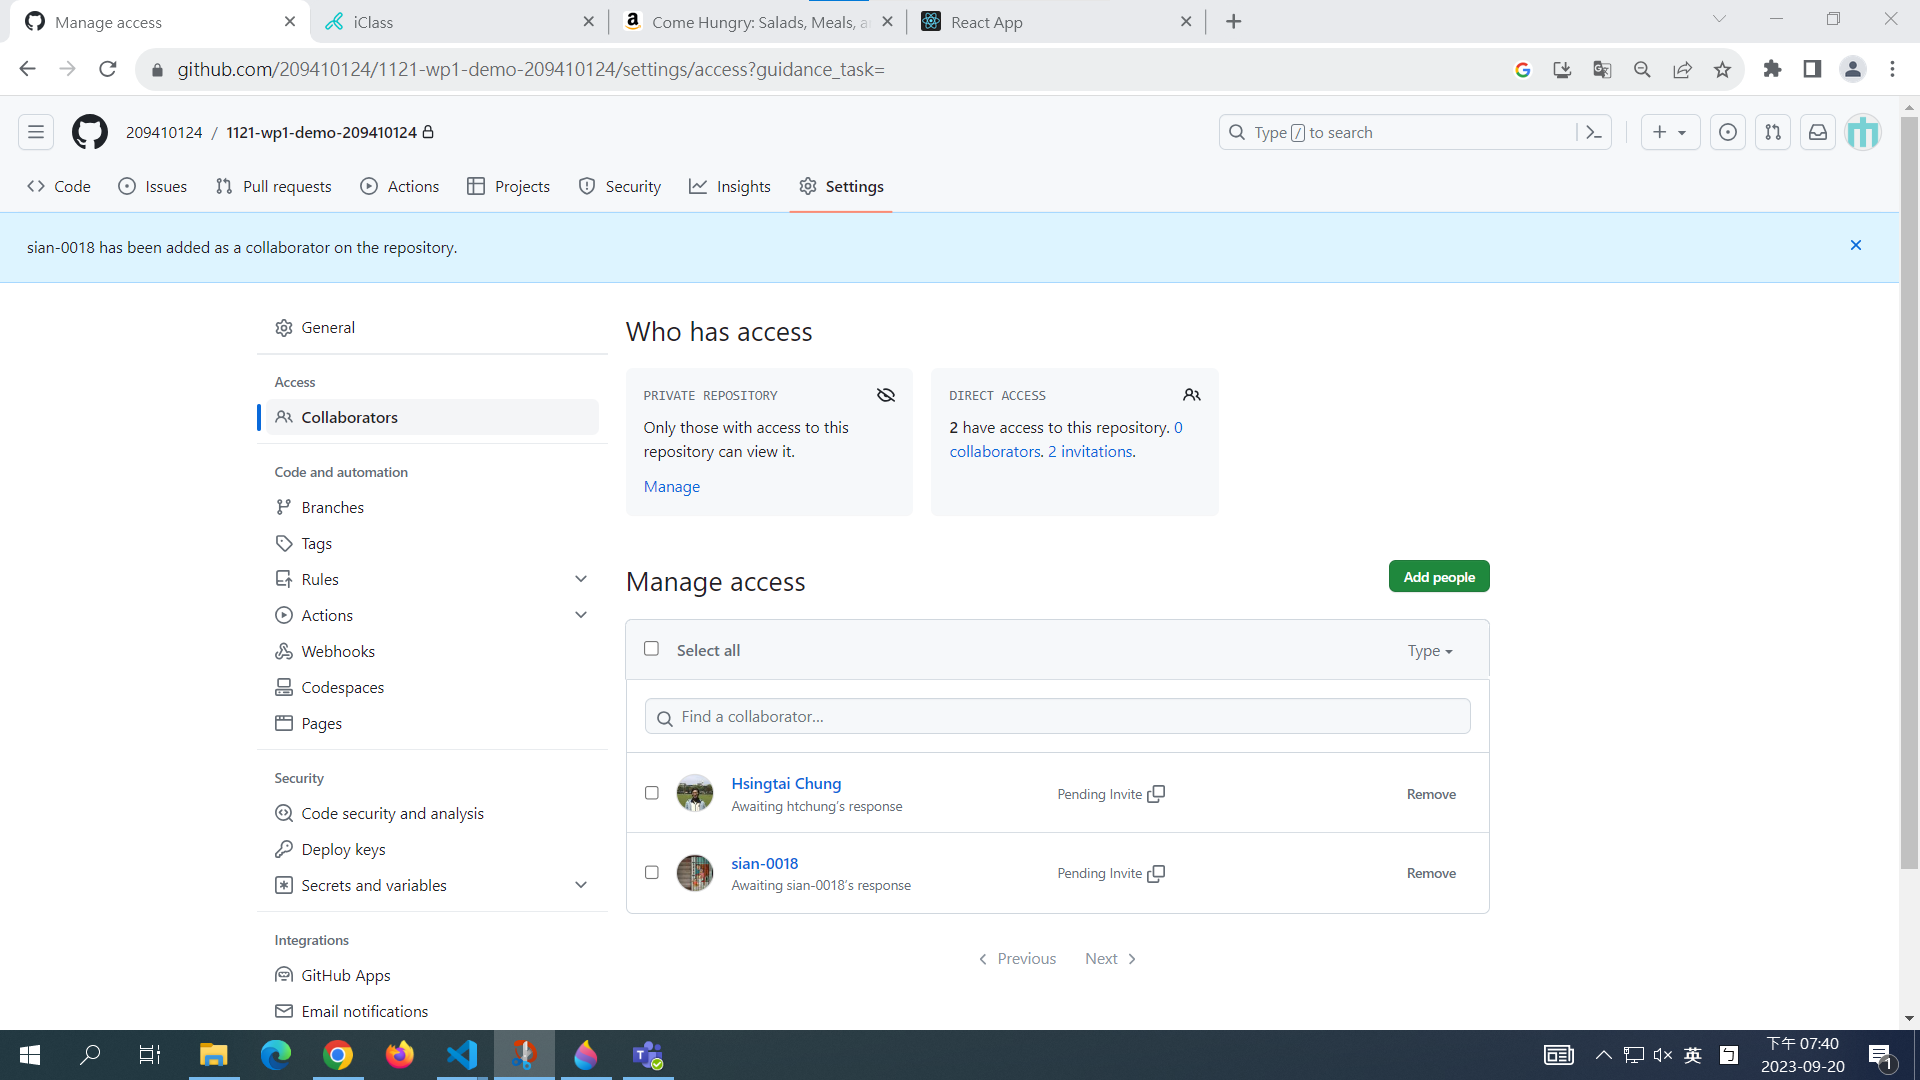 Manage access
iClass
Come Hungry: Salads, Meals, a
React App
github.com/209410124/1121-wp1-demo-209410124/settings/access?guidance_task=
209410124 / 1121-wp1-demo-209410124
Type / to search
Code
Issues
Pull requests
Actions
Projects
Security
Insights
Settings
sian-0018 has been added as a collaborator on the repository.
General
Access
Collaborators
Code and automation
Branches
Tags
Rules
Actions
Webhooks
Codespaces
Pages
Security
Code security and analysis
Deploy keys
Secrets and variables
Integrations
GitHub Apps
Email notifications
Who has access
PRIVATE REPOSITORY
Only those with access to this
repository can view it.
Manage
DIRECT ACCESS
2 have access to this repository. 0
collaborators. 2 invitations.
Manage access
Add people
Select all
Type
Find a collaborator...
Hsingtai Chung
Awaiting htchung's response
Pending Invite
Remove
sian-0018
Awaiting sian-0018's response
Pending Invite
Remove
Previous
Next
英
ㄅ
下午 07:40
2023-09-20
1